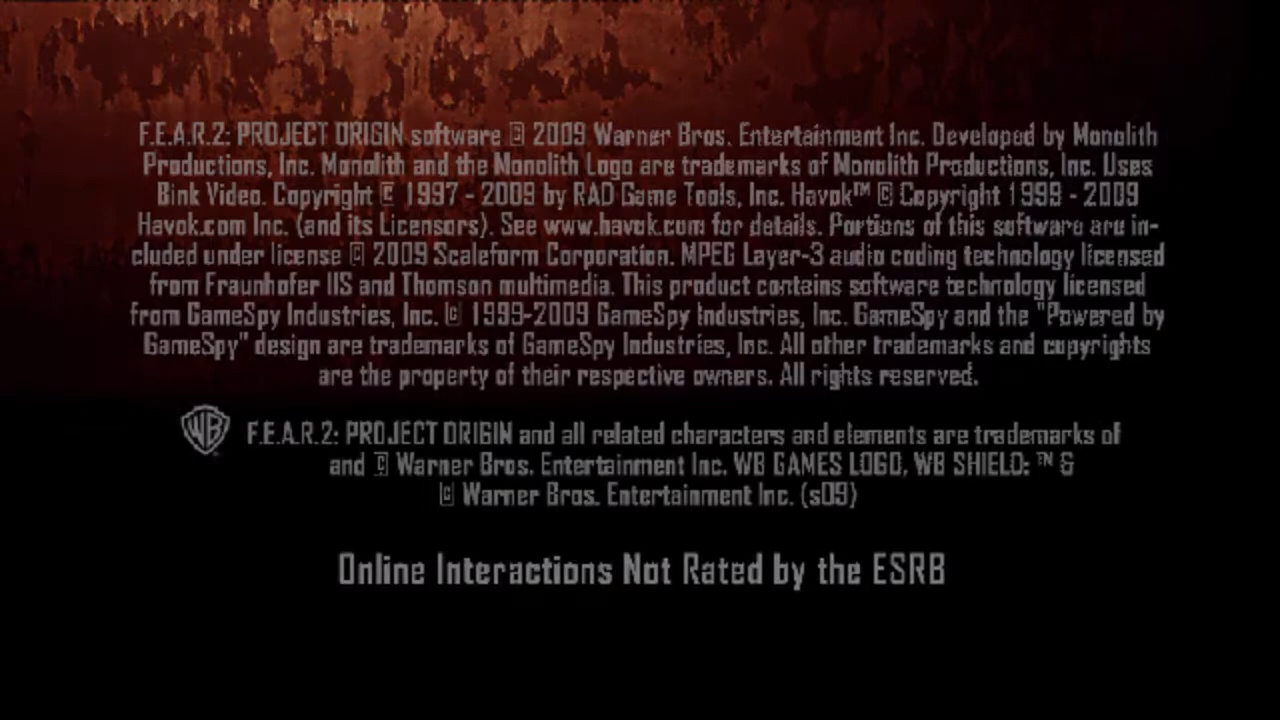 F.E.A.R.2: PROJECT ORIGIN software © 2009 Warner Bros. Entertainment Inc. Developed by Monolith
Productions, Inc. Monolith and the Monolith Logo are trademarks of Monolith Productions, Inc. Uses
Bink Video. Copyright © 1997 - 2009 by RAD Game Tools, Inc. Havok™ © Copyright 1999 - 2009
Havok.com Inc. (and its Licensors). See www.havok.com for details. Portions of this software are in-
cluded under license © 2009 Scaleform Corporation. MPEG Layer-3 audio coding technology licensed
from Fraunhofer IIS and Thomson multimedia. This product contains software technology licensed
from GameSpy Industries, Inc. © 1999-2009 GameSpy Industries, Inc. GameSpy and the "Powered by
GameSpy" design are trademarks of GameSpy Industries, Inc. All other trademarks and copyrights
are the property of their respective owners. All rights reserved.
WB F.E.A.R.2: PROJECT ORIGIN and all related characters and elements are trademarks of
and © Warner Bros. Entertainment Inc. WB GAMES LOGO, WB SHIELD: ™ &
© Warner Bros. Entertainment Inc. (s09)
Online Interactions Not Rated by the ESRB